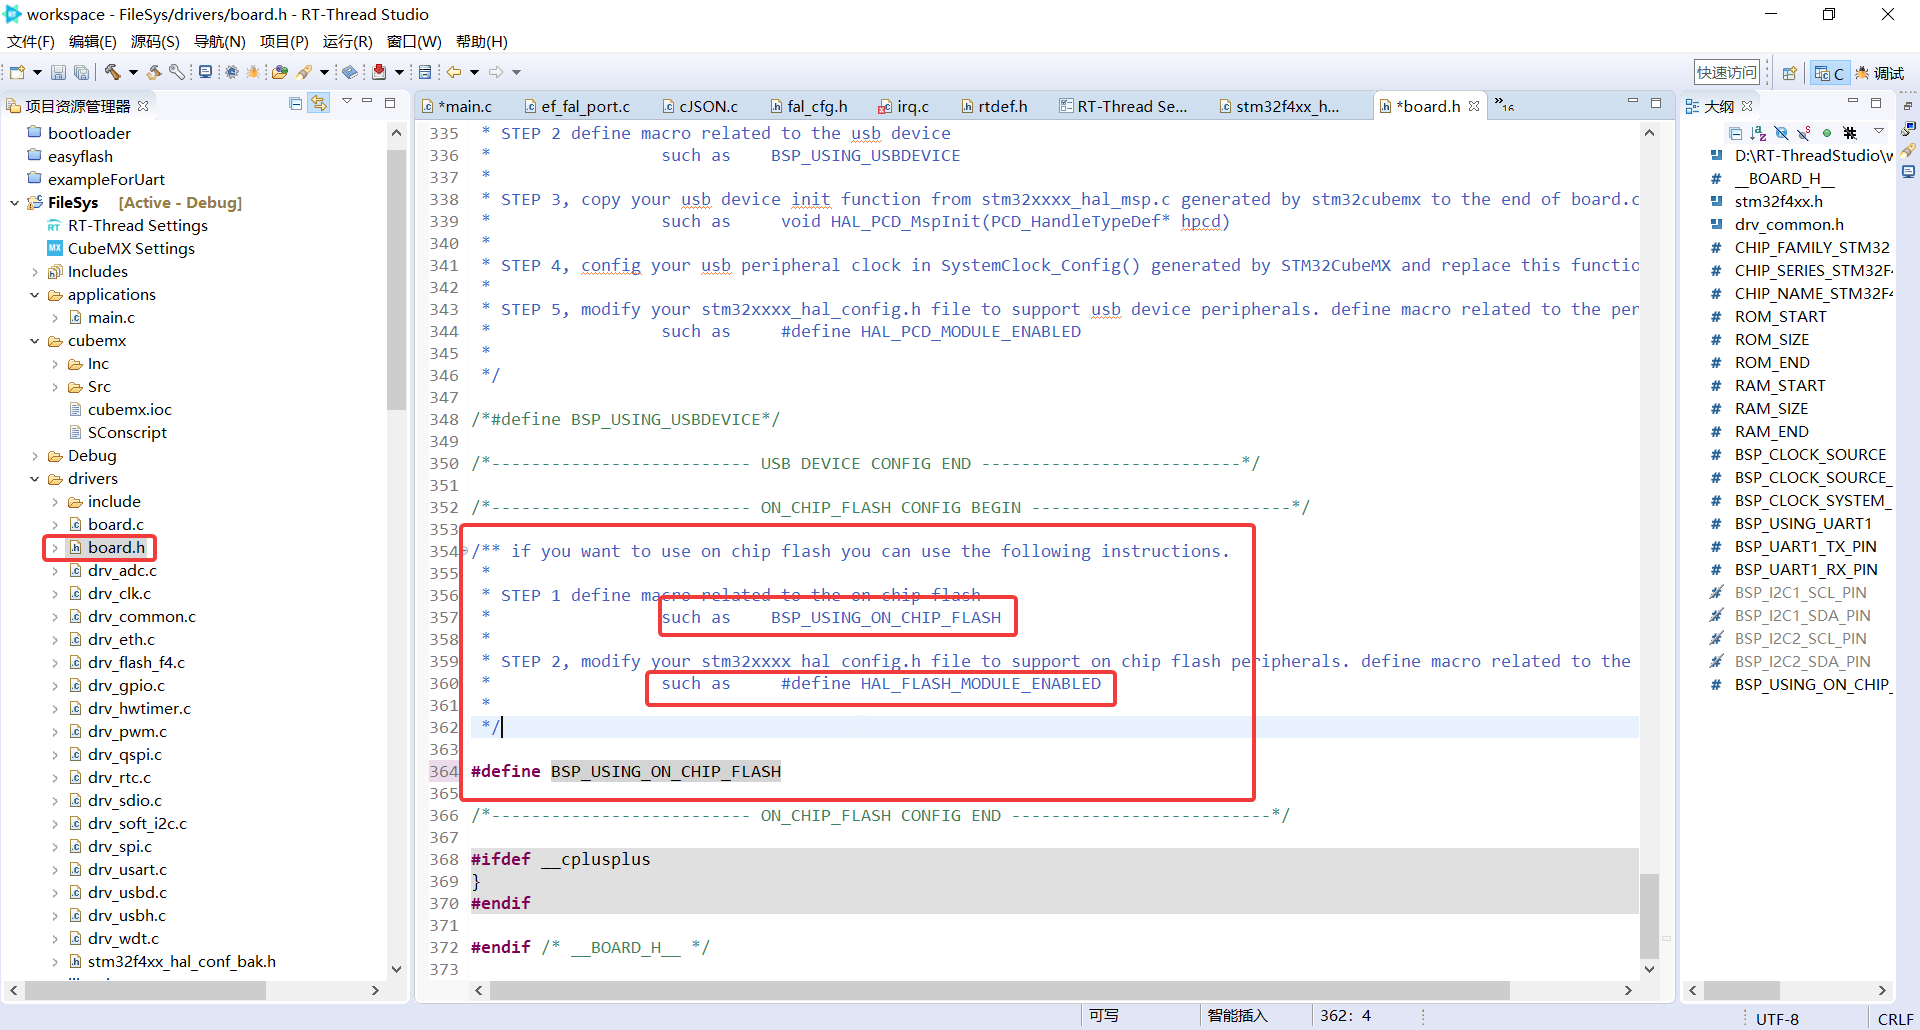 workspace - FileSys/drivers/board.h - RT-Thread Studio
文件(F) 编辑(E) 源码(S) 导航(N) 项目(P) 运行(R) 窗口(W) 帮助(H)
快速访问
C
调试
项目资源管理器
bootloader
easyflash
exampleForUart
FileSys [Active - Debug]
RT-Thread Settings
CubeMX Settings
Includes
applications
main.c
cubemx
Inc
Src
cubemx.ioc
SConscript
Debug
drivers
include
board.c
board.h
drv_adc.c
drv_clk.c
drv_common.c
drv_eth.c
drv_flash_f4.c
drv_gpio.c
drv_hwtimer.c
drv_pwm.c
drv_qspi.c
drv_rtc.c
drv_sdio.c
drv_soft_i2c.c
drv_spi.c
drv_usart.c
drv_usbd.c
drv_usbh.c
drv_wdt.c
stm32f4xx_hal_conf_bak.h
*main.c ef_fal_port.c cJSON.c fal_cfg.h irq.c rtdef.h RT-Thread Se... stm32f4xx_h... *board.h 16
335 * STEP 2 define macro related to the usb device
336 * such as BSP_USING_USBDEVICE
337 *
338 * STEP 3, copy your usb device init function from stm32xxxx_hal_msp.c generated by stm32cubemx to the end of board.c
339 * such as void HAL_PCD_MspInit(PCD_HandleTypeDef* hpcd)
340 *
341 * STEP 4, config your usb peripheral clock in SystemClock_Config() generated by STM32CubeMX and replace this functio
342 *
343 * STEP 5, modify your stm32xxxx_hal_config.h file to support usb device peripherals. define macro related to the per
344 * such as #define HAL_PCD_MODULE_ENABLED
345 *
346 */
347
348 /*#define BSP_USING_USBDEVICE*/
349
350 /*-------------------------- USB DEVICE CONFIG END --------------------------*/
351
352 /*-------------------------- ON_CHIP_FLASH CONFIG BEGIN --------------------------*/
353
354 /** if you want to use on chip flash you can use the following instructions.
355 *
356 * STEP 1 define macro related to the on chip flash
357 * such as BSP_USING_ON_CHIP_FLASH
358 *
359 * STEP 2, modify your stm32xxxx_hal_config.h file to support on chip flash peripherals. define macro related to the
360 * such as #define HAL_FLASH_MODULE_ENABLED
361 *
362 */
363
364 #define BSP_USING_ON_CHIP_FLASH
365
366 /*-------------------------- ON_CHIP_FLASH CONFIG END --------------------------*/
367
368 #ifdef __cplusplus
369 }
370 #endif
371
372 #endif /* __BOARD_H__ */
373
大纲
D:\RT-ThreadStudio\w
__BOARD_H__
stm32f4xx.h
drv_common.h
CHIP_FAMILY_STM32
CHIP_SERIES_STM32F4
CHIP_NAME_STM32F4
ROM_START
ROM_SIZE
ROM_END
RAM_START
RAM_SIZE
RAM_END
BSP_CLOCK_SOURCE
BSP_CLOCK_SOURCE_
BSP_CLOCK_SYSTEM_
BSP_USING_UART1
BSP_UART1_TX_PIN
BSP_UART1_RX_PIN
BSP_I2C1_SCL_PIN
BSP_I2C1_SDA_PIN
BSP_I2C2_SCL_PIN
BSP_I2C2_SDA_PIN
BSP_USING_ON_CHIP_
可写 智能插入 362: 4 UTF-8 CRLF